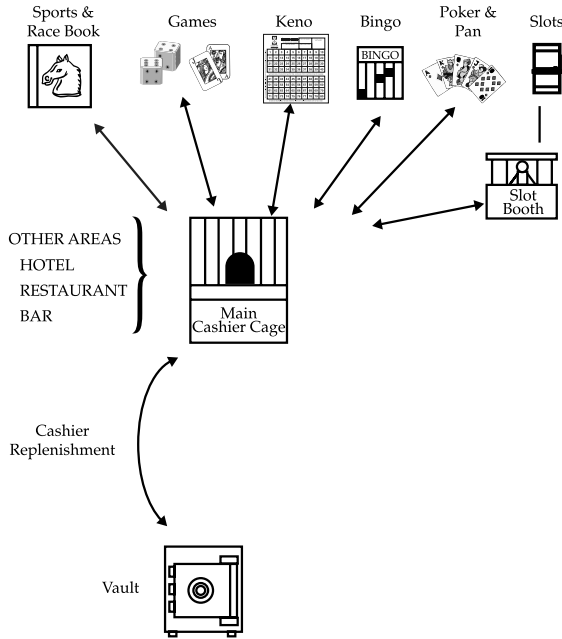 Sports &
Race Book
Games
Keno
Bingo
Poker &
Pan
Slots
BINGO
Slot
Booth
OTHER AREAS
HOTEL
RESTAURANT
BAR
Main
Cashier Cage
Cashier
Replenishment
Vault